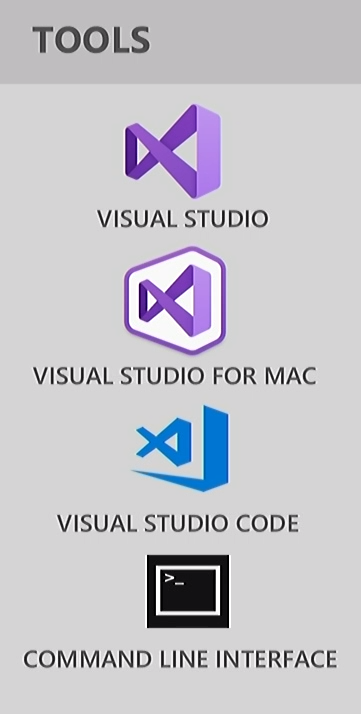 TOOLS
VISUAL STUDIO
VISUAL STUDIO FOR MAC
VISUAL STUDIO CODE
>_
COMMAND LINE INTERFACE